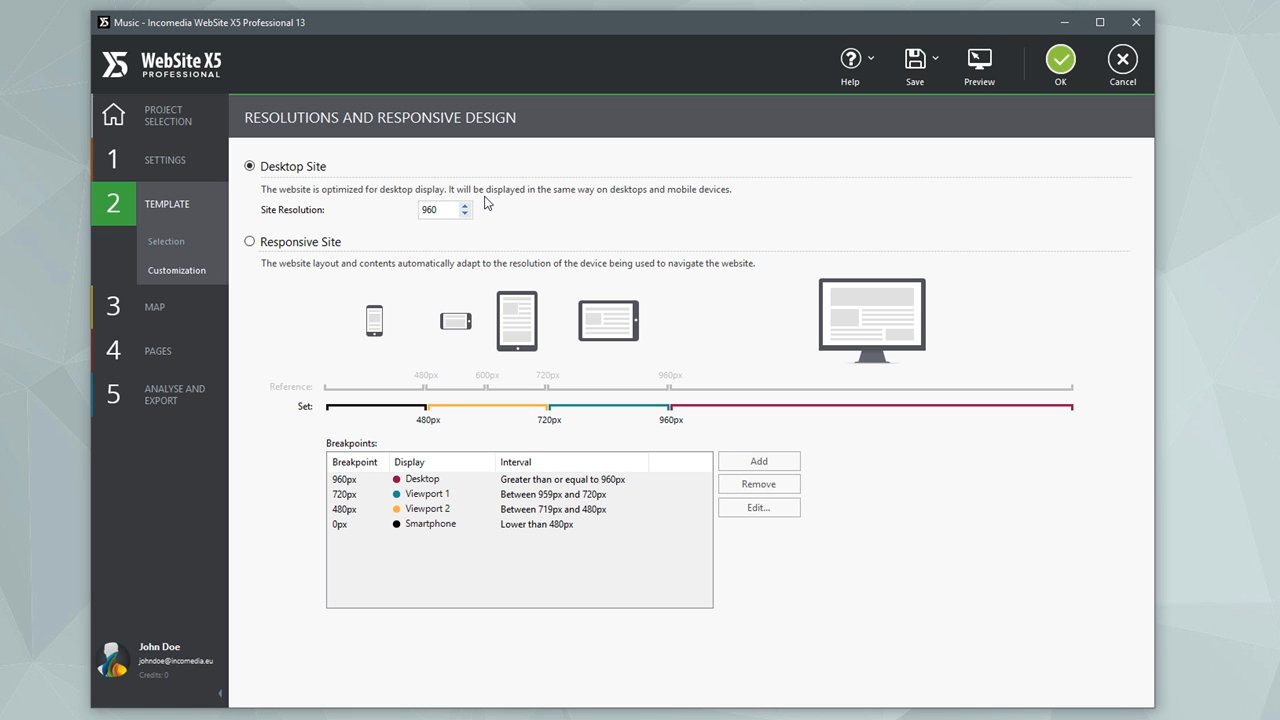 Music - Incomedia WebSite X5 Professional 13
WebSite X5
PROFESSIONAL
Help
Save
Preview
OK
Cancel
PROJECT
SELECTION
1
SETTINGS
2
TEMPLATE
Selection
Customization
3
MAP
4
PAGES
5
ANALYSE AND
EXPORT
John Doe
johndoe@incomedia.eu
Credits: 0
RESOLUTIONS AND RESPONSIVE DESIGN
Desktop Site
The website is optimized for desktop display. It will be displayed in the same way on desktops and mobile devices.
Site Resolution: 960
Responsive Site
The website layout and contents automatically adapt to the resolution of the device being used to navigate the website.
480px 600px 720px 960px
Reference:
Set:
480px 720px 960px
Breakpoints:
Breakpoint Display Interval
960px Desktop Greater than or equal to 960px
720px Viewport 1 Between 959px and 720px
480px Viewport 2 Between 719px and 480px
0px Smartphone Lower than 480px
Add
Remove
Edit...